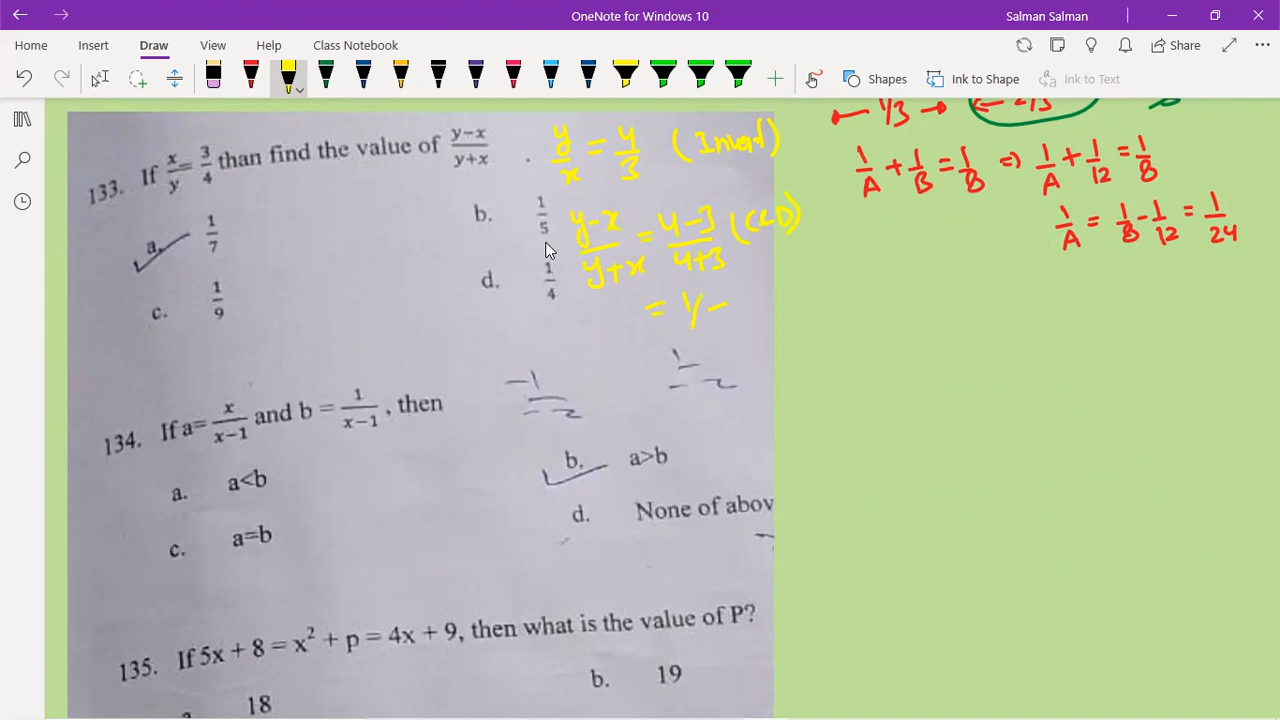 OneNote for Windows 10
Salman Salman
Home Insert Draw View Help Class Notebook
Share
Shapes
Ink to Shape
Ink to Text
133. If x/y = 3/4 than find the value of y−x/y+x .
a. 1/7
b. 1/5
c. 1/9
d. 1/4
y/x = 4/3 (Invert)
y-x/y+x = 4-3/4+3 (C&D)
= 1/-
1/3
1/A + 1/B = 1/8 => 1/A + 1/12 = 1/8
1/A = 1/8 - 1/12 = 1/24
134. If a= x/x−1 and b = 1/x−1 , then
a. a<b
b. a>b
c. a=b
d. None of abov
135. If 5x + 8 = x² + p = 4x + 9, then what is the value of P?
18
b. 19